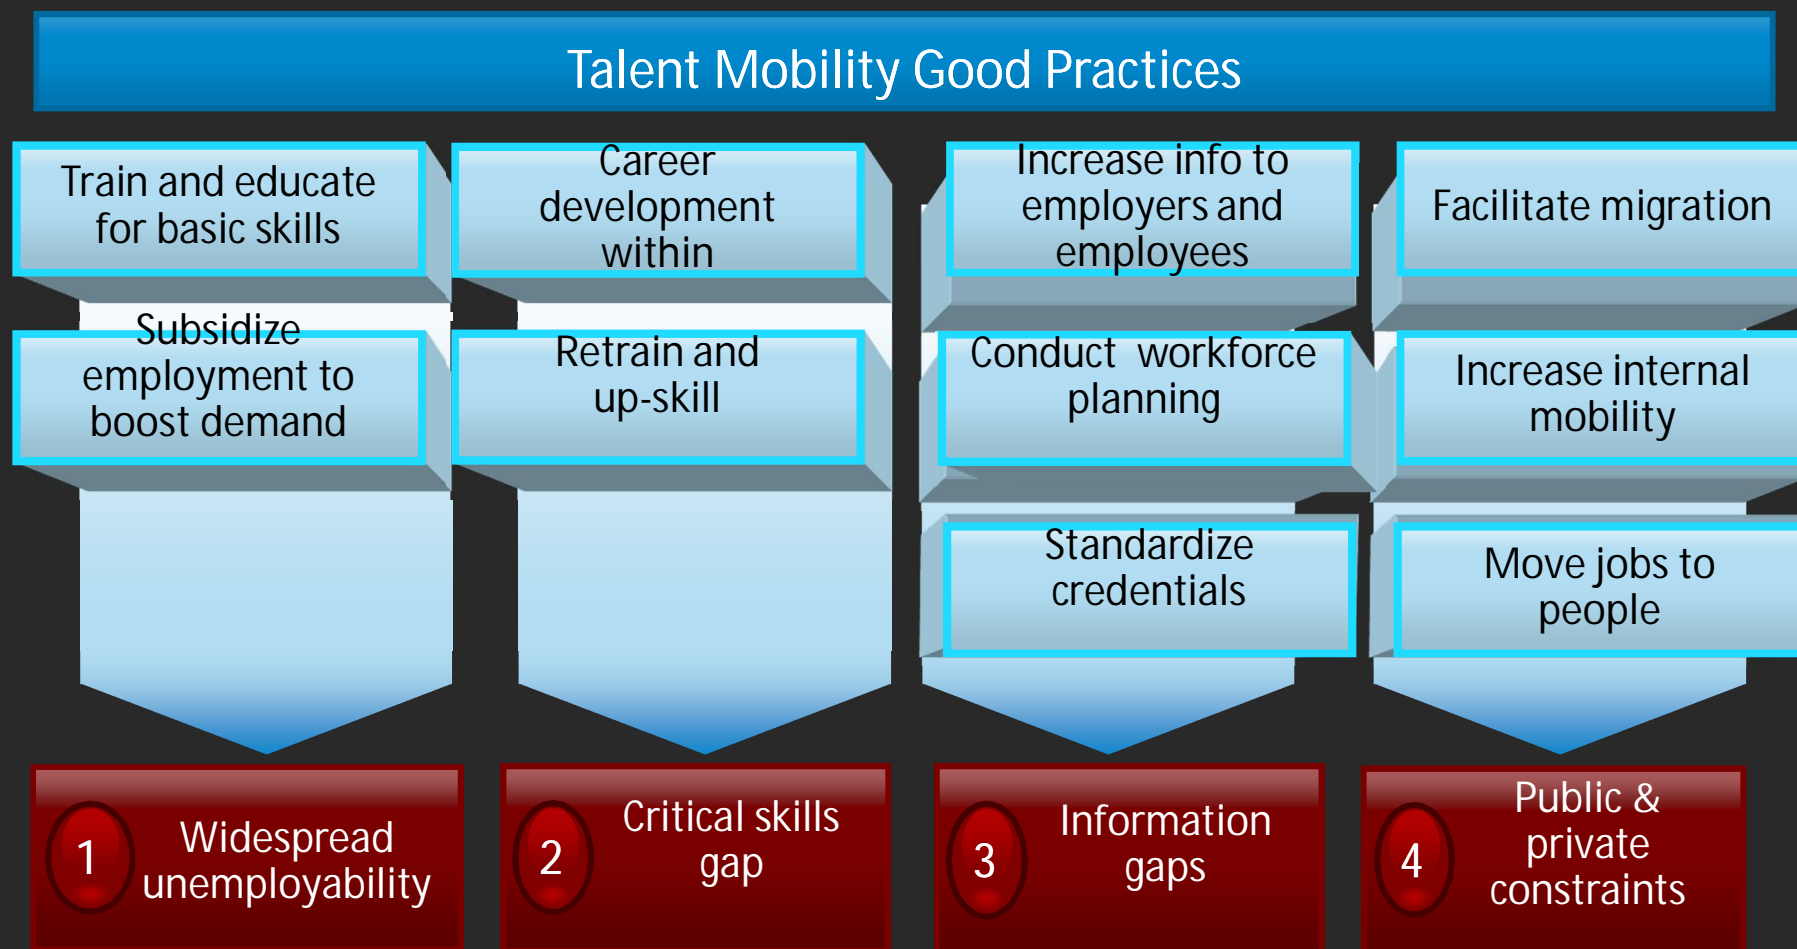 Talent Mobility Good Practices
Train and educate
for basic skills
Subsidize
employment to
boost demand
Career
development
within
Retrain and
up-skill
Increase info to
employers and
employees
Conduct workforce
planning
Standardize
credentials
Facilitate migration
Increase internal
mobility
Move jobs to
people
1
Widespread
unemployability
2
Critical skills
gap
3
Information
gaps
4
Public &
private
constraints